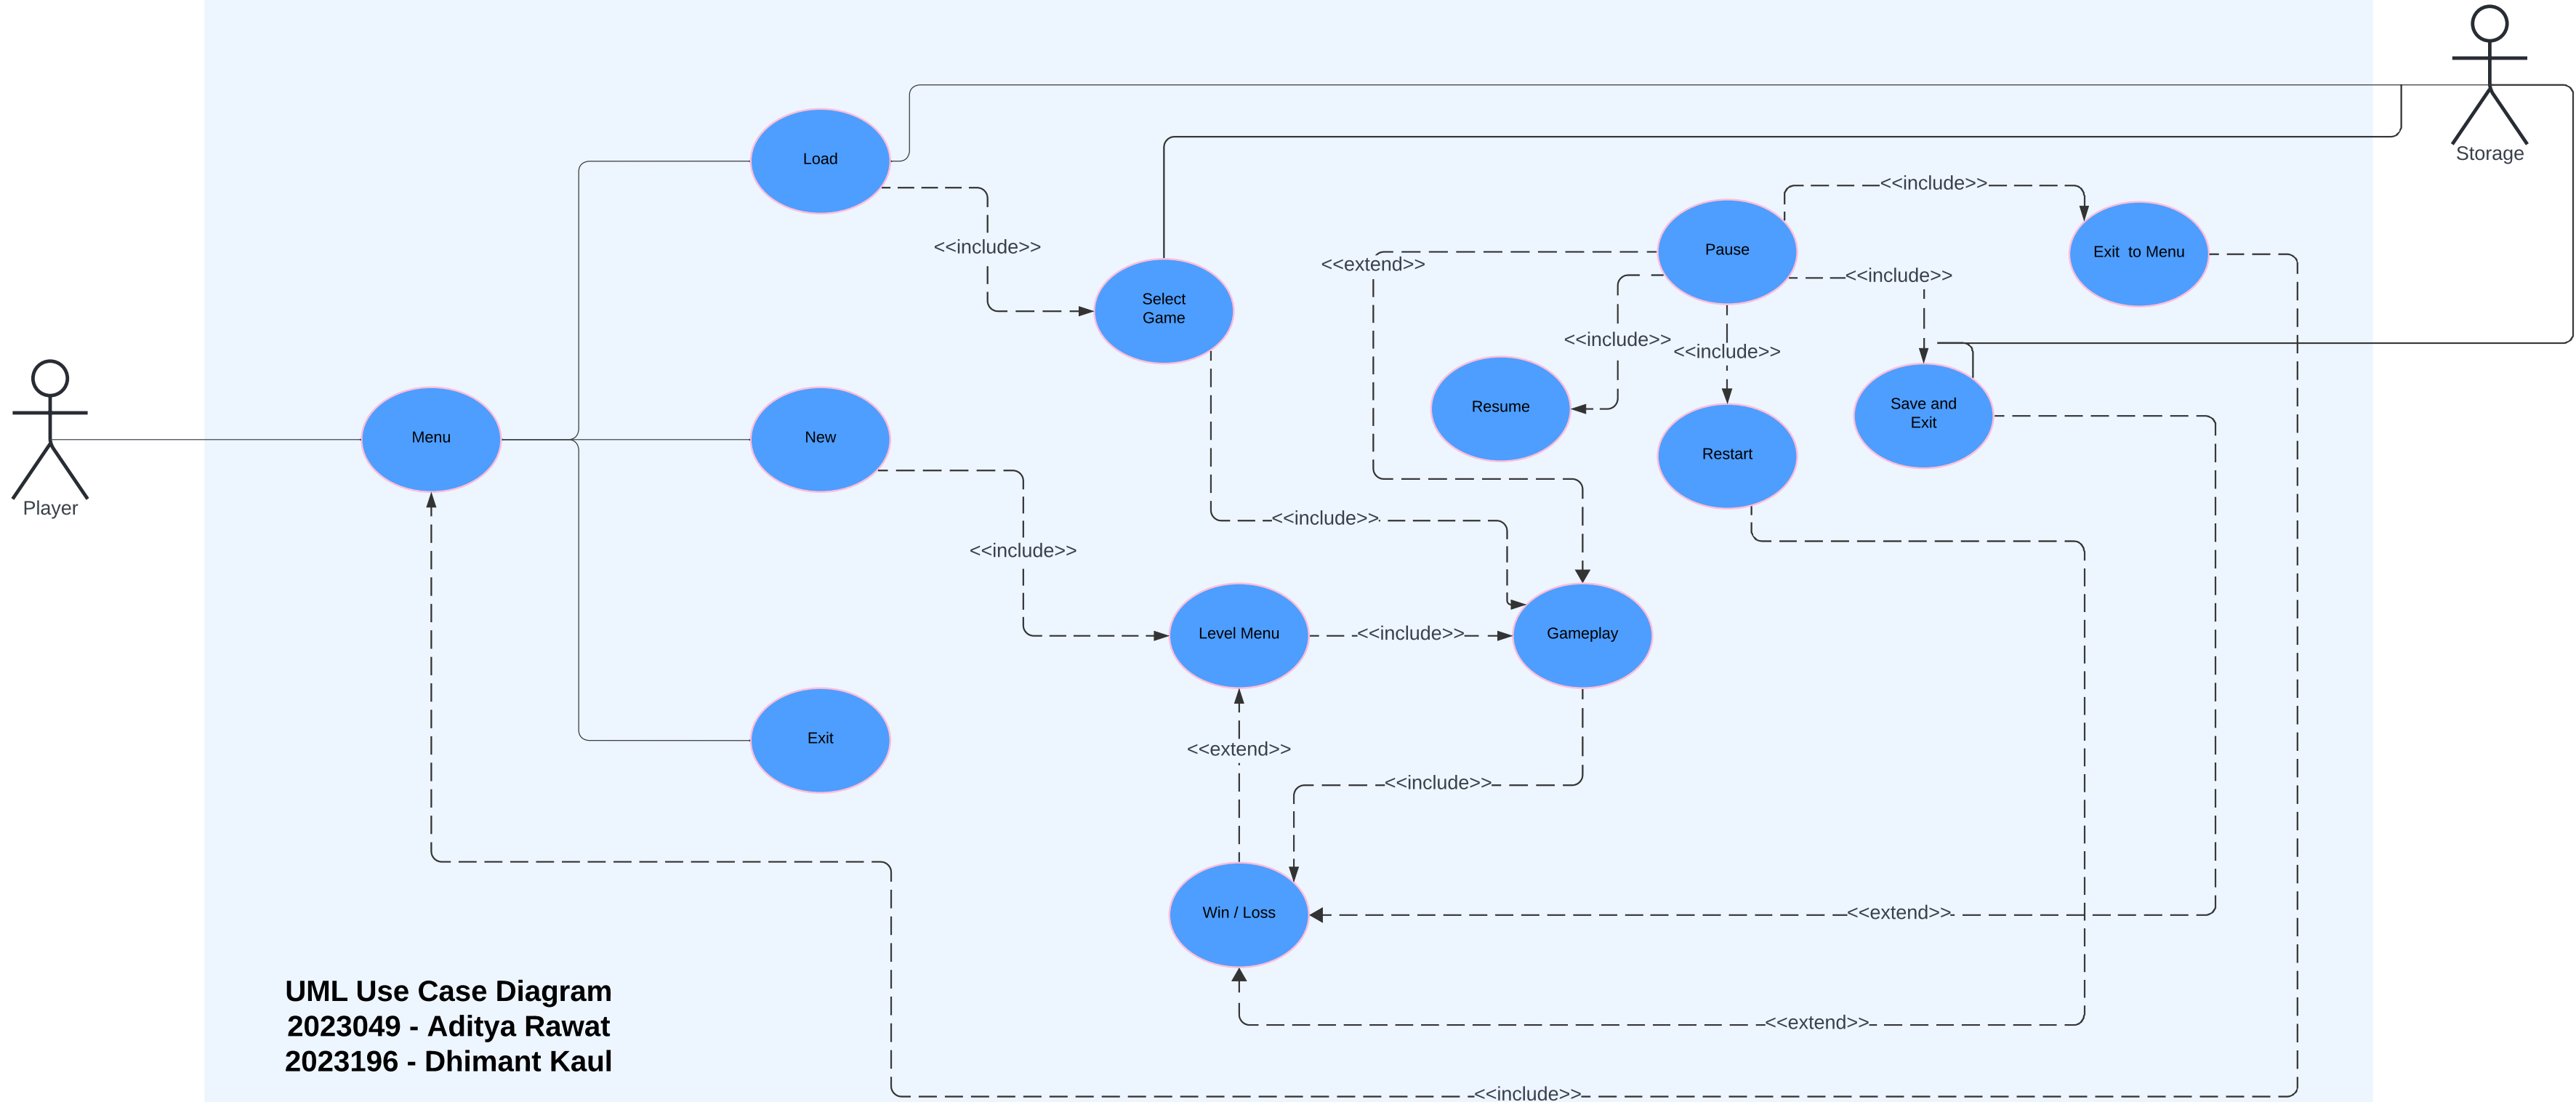 Storage
Load
<<include>>
<<include>>
Pause
Exit  to Menu
<<extend>>
<<include>>
Select
Game
<<include>>
<<include>>
Resume
Save and
Exit
Menu
New
Restart
Player
<<include>>
<<include>>
Level Menu
<<include>>
Gameplay
Exit
<<extend>>
<<include>>
Win / Loss
<<extend>>
UML Use Case Diagram
2023049 - Aditya Rawat
2023196 - Dhimant Kaul
<<extend>>
<<include>>